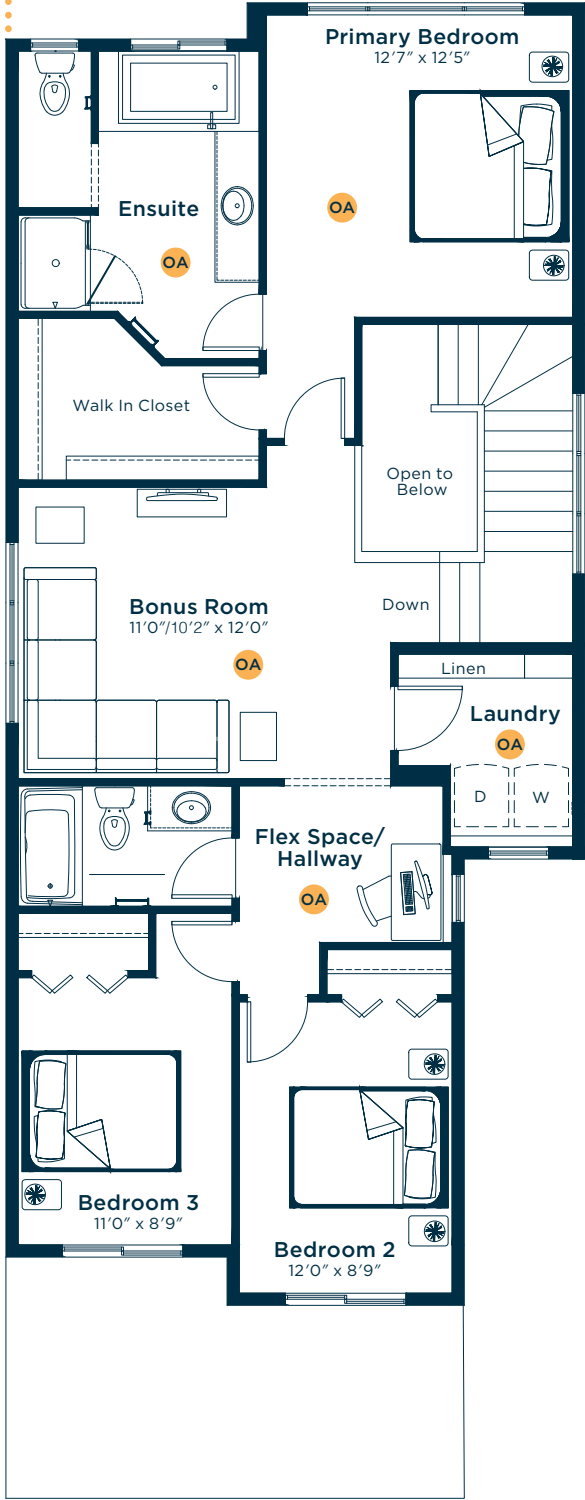 Primary Bedroom
12'7" x 12'5"
OA
Ensuite
OA
Walk In Closet
Open to
Below
Down
Bonus Room
11'0"/10'2" x 12'0"
OA
Linen
Laundry
OA
D
W
Flex Space/
Hallway
OA
Bedroom 3
11'0" x 8'9"
Bedroom 2
12'0" x 8'9"